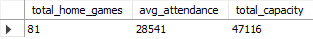 total_home_games avg_attendance total_capacity
81 28541 47116